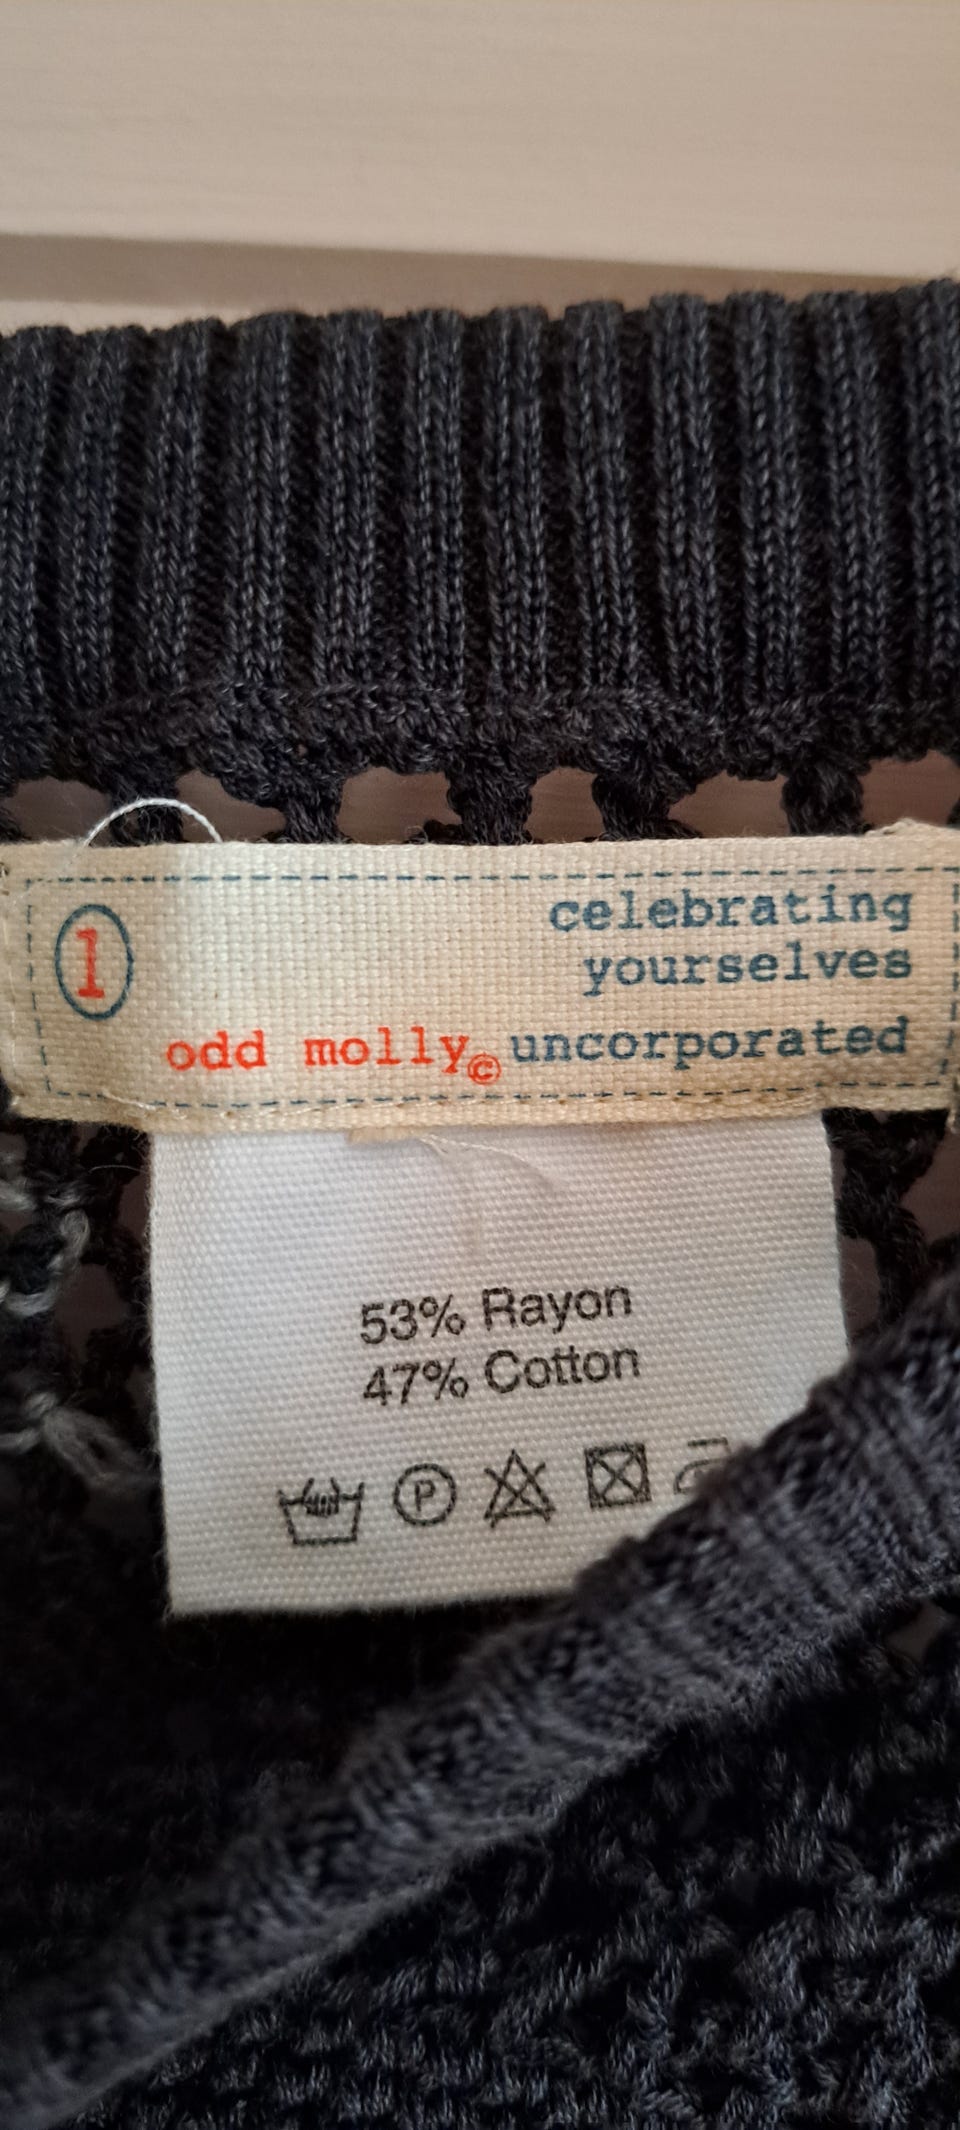 1
celebrating
yourselves
odd molly© uncorporated
53% Rayon
47% Cotton
P